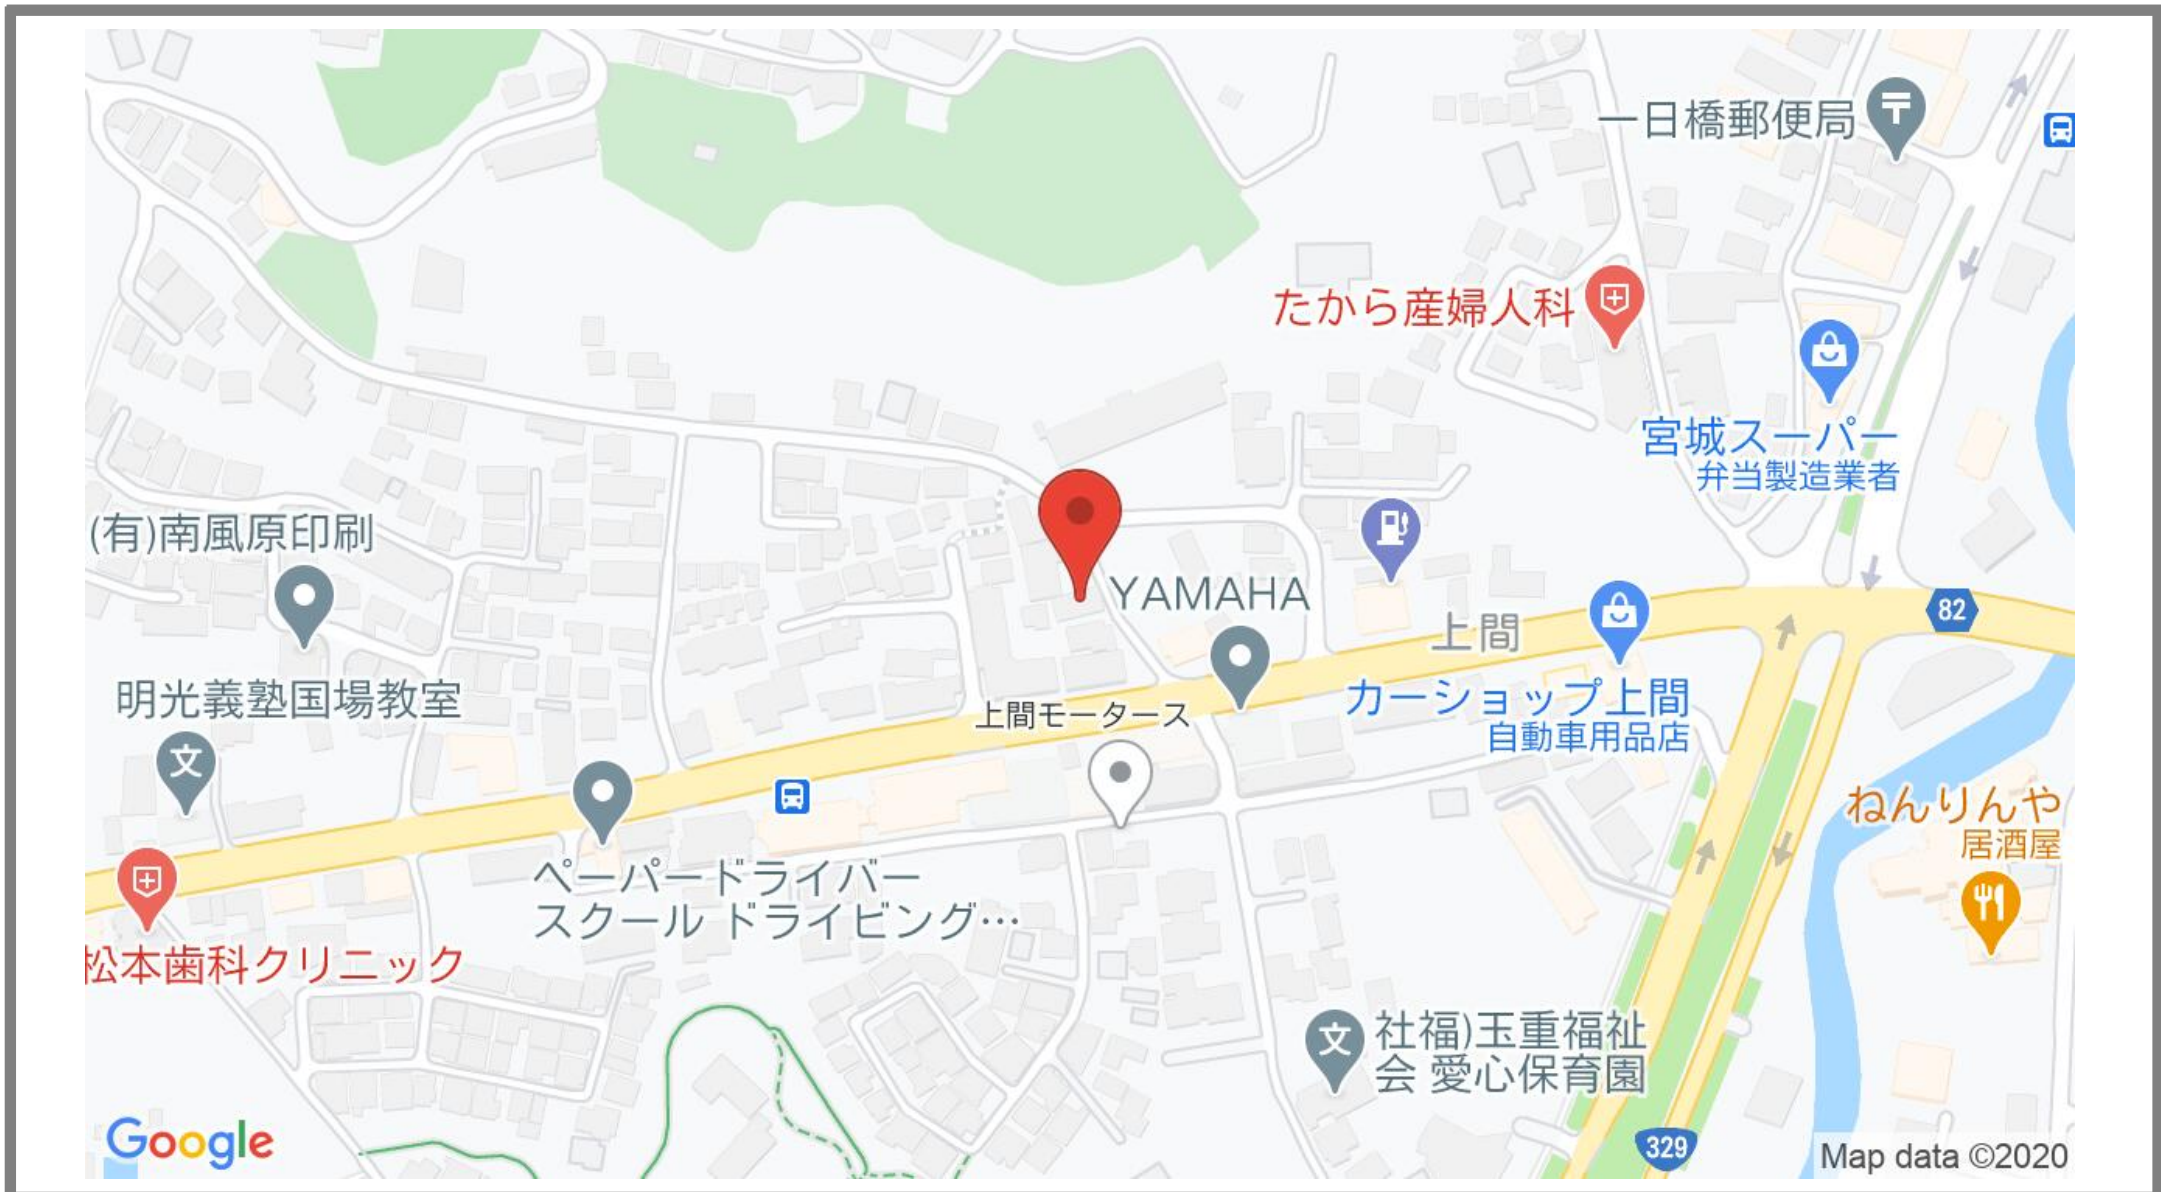 一日橋郵便局
たから産婦人科
宮城スーパー
弁当製造業者
(有)南風原印刷
YAMAHA
上間
82
カーショップ上間
自動車用品店
明光義塾国場教室
文
上間モータース
ねんりんや
居酒屋
ペーパードライバー
スクール ドライビング…
松本歯科クリニック
文
社福)玉重福祉
会 愛心保育園
329
Google
Map data ©2020